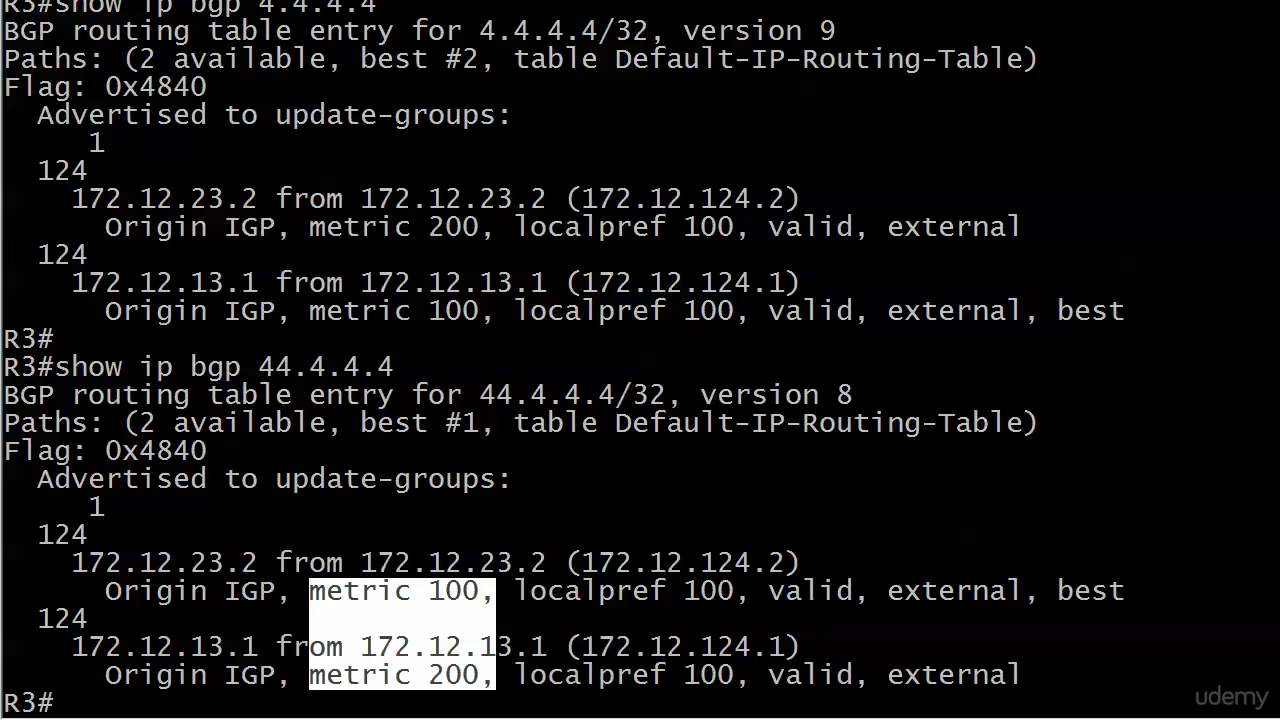 R3#show ip bgp 4.4.4.4
BGP routing table entry for 4.4.4.4/32, version 9
Paths: (2 available, best #2, table Default-IP-Routing-Table)
Flag: 0x4840
  Advertised to update-groups:
     1
  124
    172.12.23.2 from 172.12.23.2 (172.12.124.2)
      Origin IGP, metric 200, localpref 100, valid, external
  124
    172.12.13.1 from 172.12.13.1 (172.12.124.1)
      Origin IGP, metric 100, localpref 100, valid, external, best
R3#
R3#show ip bgp 44.4.4.4
BGP routing table entry for 44.4.4.4/32, version 8
Paths: (2 available, best #1, table Default-IP-Routing-Table)
Flag: 0x4840
  Advertised to update-groups:
     1
  124
    172.12.23.2 from 172.12.23.2 (172.12.124.2)
      Origin IGP, metric 100, localpref 100, valid, external, best
  124
    172.12.13.1 from 172.12.13.1 (172.12.124.1)
      Origin IGP, metric 200, localpref 100, valid, external
R3#
udemy